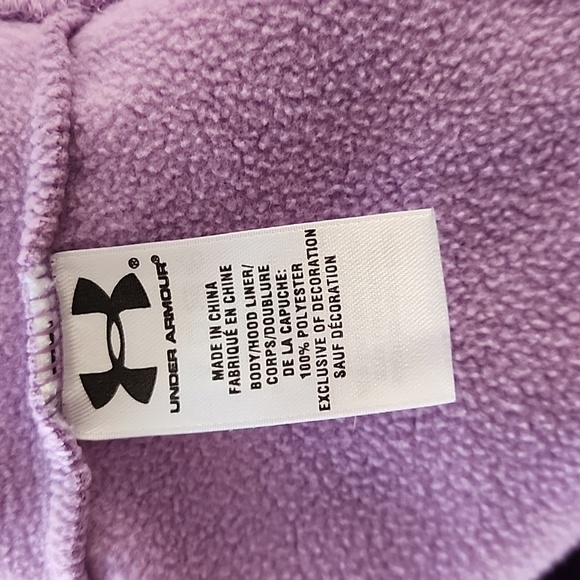 UNDER ARMOUR®
MADE IN CHINA
FABRIQUÉ EN CHINE
BODY/HOOD LINER/
CORPS/DOUBLURE
DE LA CAPUCHE:
100% POLYESTER
EXCLUSIVE OF DECORATION
SAUF DÉCORATION